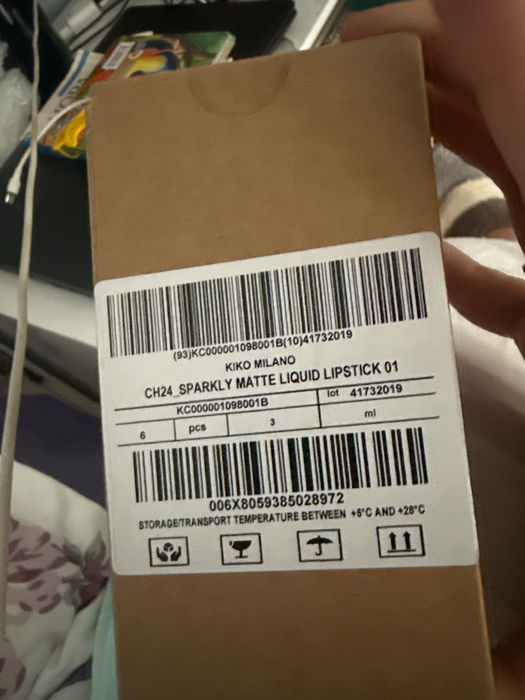 (93)KC000001098001B(10)41732019
KIKO MILANO
CH24_SPARKLY MATTE LIQUID LIPSTICK 01
KC000001098001B lot 41732019
6 pcs 3 ml
006X8059385028972
STORAGE/TRANSPORT TEMPERATURE BETWEEN +5°C AND +28°C